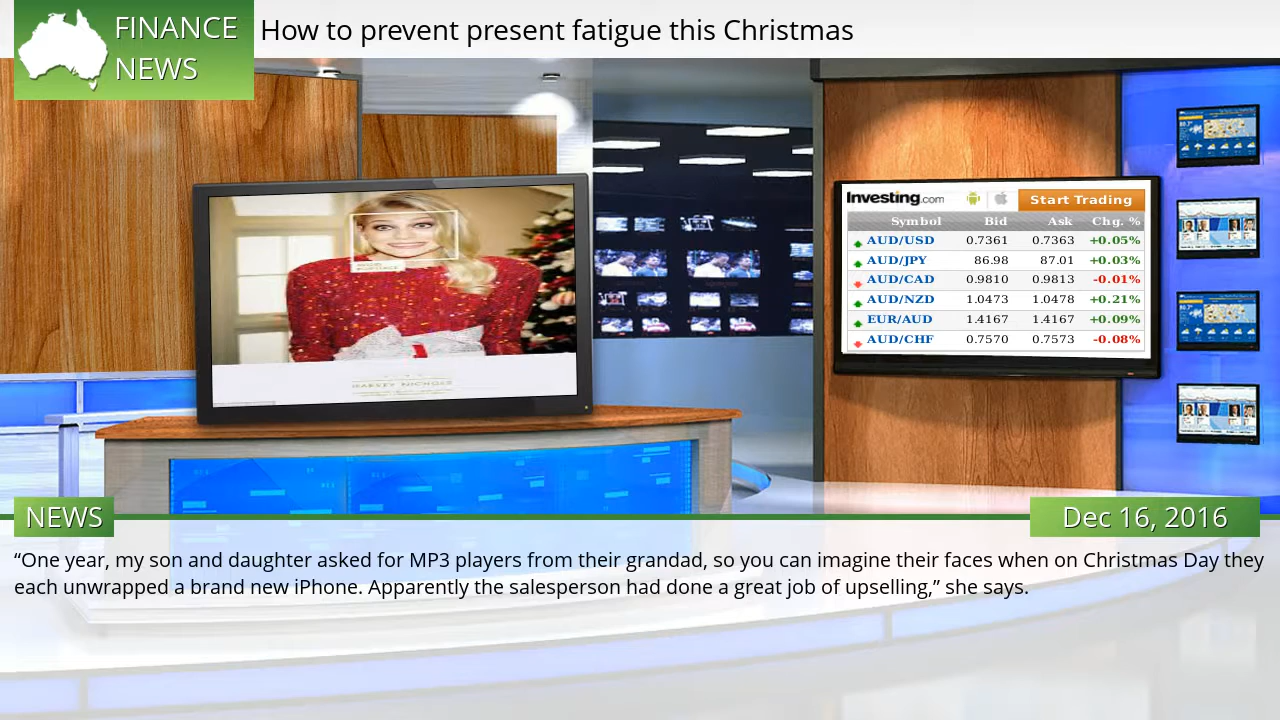 FINANCE
NEWS
How to prevent present fatigue this Christmas
HARVEY NICHOLS
Investing.com
Start Trading
Symbol Bid Ask Chg. %
AUD/USD 0.7361 0.7363 +0.05%
AUD/JPY 86.98 87.01 +0.03%
AUD/CAD 0.9810 0.9813 -0.01%
AUD/NZD 1.0473 1.0478 +0.21%
EUR/AUD 1.4167 1.4167 +0.09%
AUD/CHF 0.7570 0.7573 -0.08%
NEWS
Dec 16, 2016
“One year, my son and daughter asked for MP3 players from their grandad, so you can imagine their faces when on Christmas Day they
each unwrapped a brand new iPhone. Apparently the salesperson had done a great job of upselling,” she says.